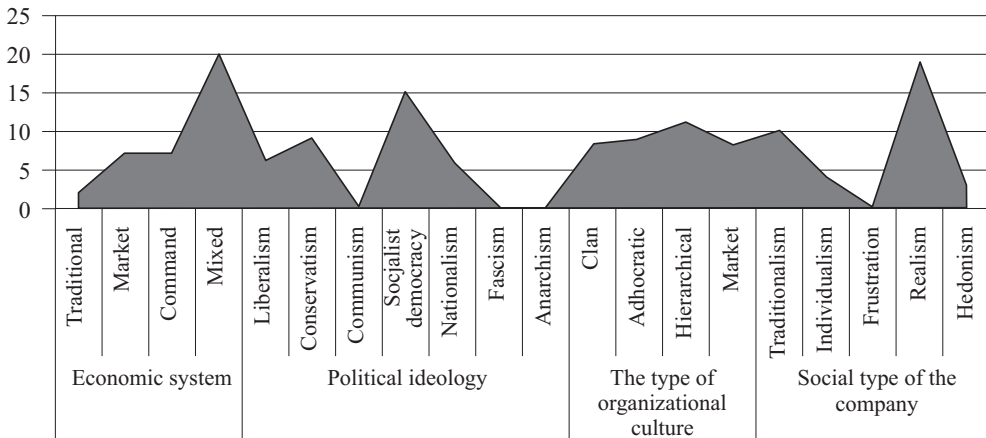 25
20
15
10
5
0
Traditional
Market
Command
Mixed
Liberalism
Conservatism
Communism
Socjalist
democracy
Nationalism
Fascism
Anarchism
Clan
Adhocratic
Hierarchical
Market
Traditionalism
Individualism
Frustration
Realism
Hedonism
Economic system
Political ideology
The type of
organizational
culture
Social type of the
company